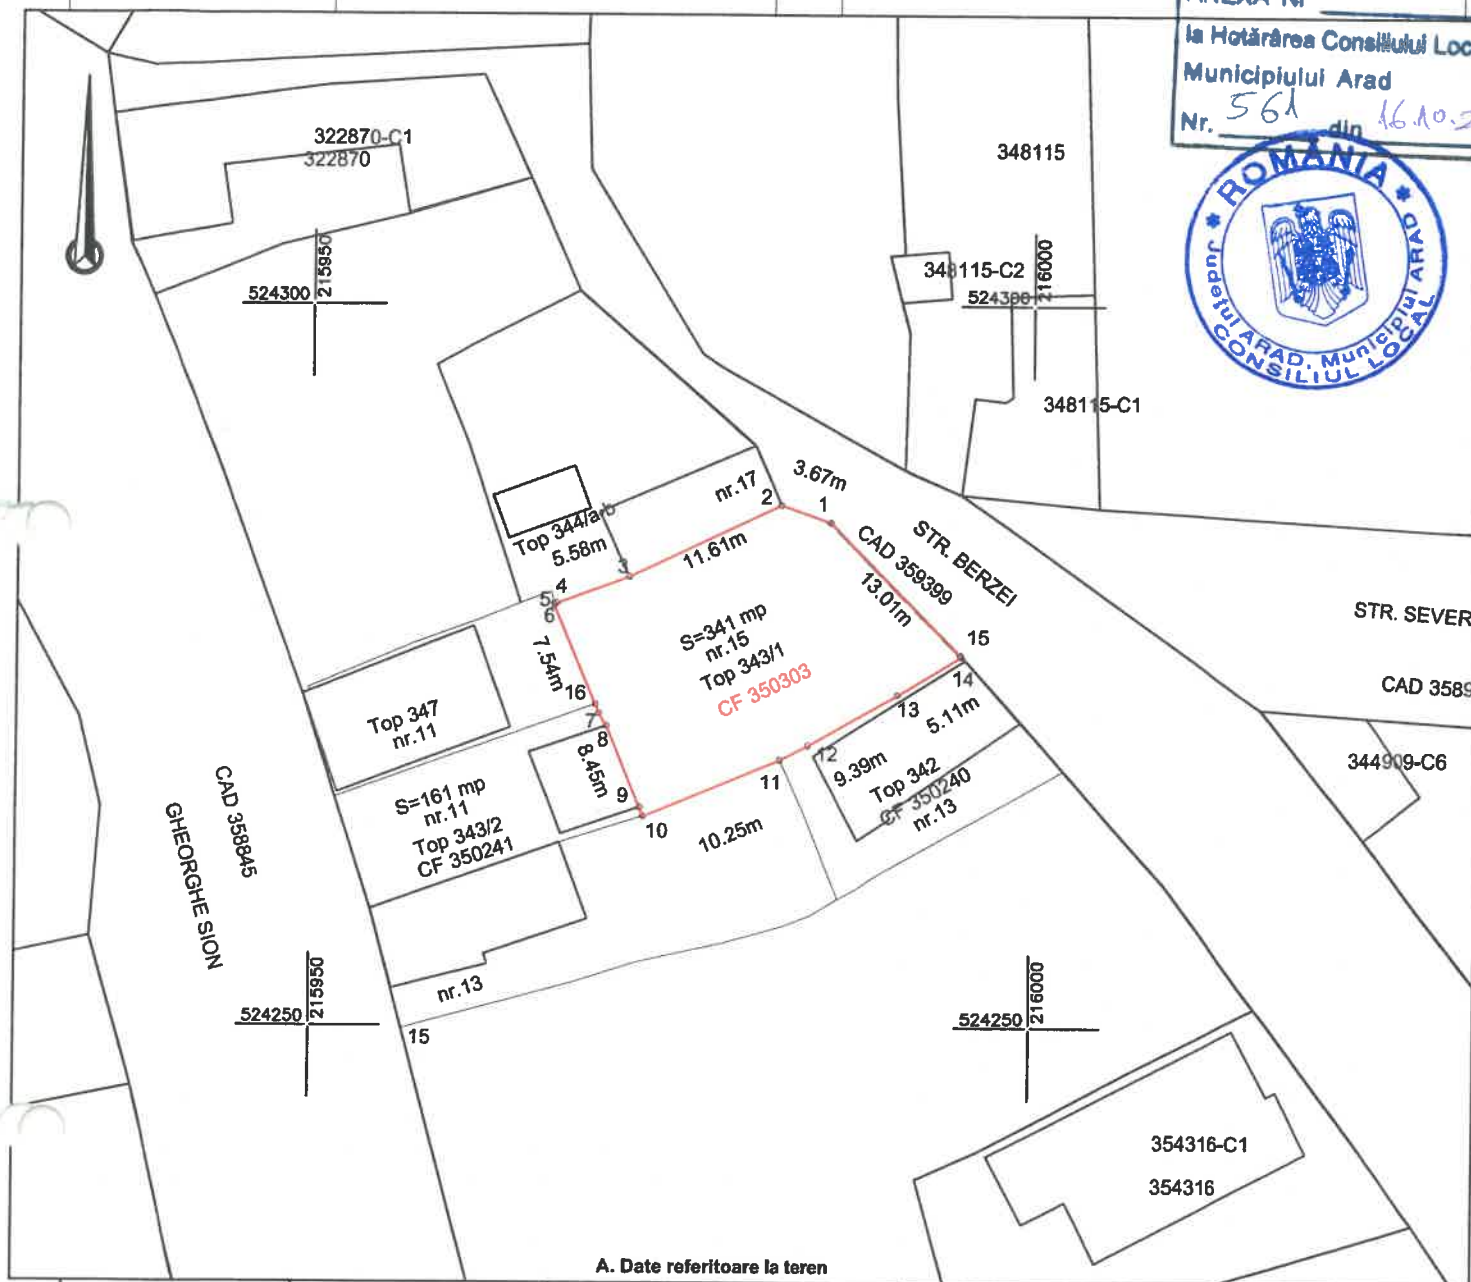 ANEXA Nr
la Hotărârea Consiliului Loc
Municipiului Arad
Nr. 561 din 16.10.2
* ROMÂNIA *
Județul ARAD, Municipiul ARAD
CONSILIUL LOCAL
322870-C1
322870
348115
215950
524300
348115-C2
216000
524300
348115-C1
nr.17
2
3.67m
1
Top 344/a-b
5.58m
3
11.61m
CAD 359399
STR. BERZEI
13.01m
4
5
6
7.54m
S=341 mp
nr.15
Top 343/1
CF 350303
15
14
13
5.11m
STR. SEVER
CAD 3589
16
7
8
8.45m
9
10
11
12
9.39m
10.25m
Top 347
nr.11
Top 342
CF 350240
nr.13
344909-C6
S=161 mp
nr.11
Top 343/2
CF 350241
CAD 358845
GHEORGHE SION
nr.13
15
215950
524250
216000
524250
354316-C1
354316
A. Date referitoare la teren